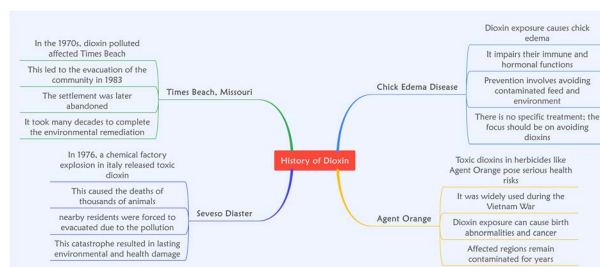 In the 1970s, dioxin polluted
affected Times Beach
This led to the evacuation of the
community in 1983
The settlement was later
abandoned
It took many decades to complete
the environmental remediation
Times Beach, Missouri
In 1976, a chemical factory
explosion in italy released toxic
dioxin
This caused the deaths of
thousands of animals
nearby residents were forced to
evacuated due to the pollution
This catastrophe resulted in lasting
environmental and health damage
Seveso Diaster
History of Dioxin
Dioxin exposure causes chick
edema
It impairs their immune and
hormonal functions
Prevention involves avoiding
contaminated feed and
environment
There is no specific treatment; the
focus should be on avoiding
dioxins
Chick Edema Disease
Toxic dioxins in herbicides like
Agent Orange pose serious health
risks
It was widely used during the
Vietnam War
Dioxin exposure can cause birth
abnormalities and cancer
Affected regions remain
contaminated for years
Agent Orange